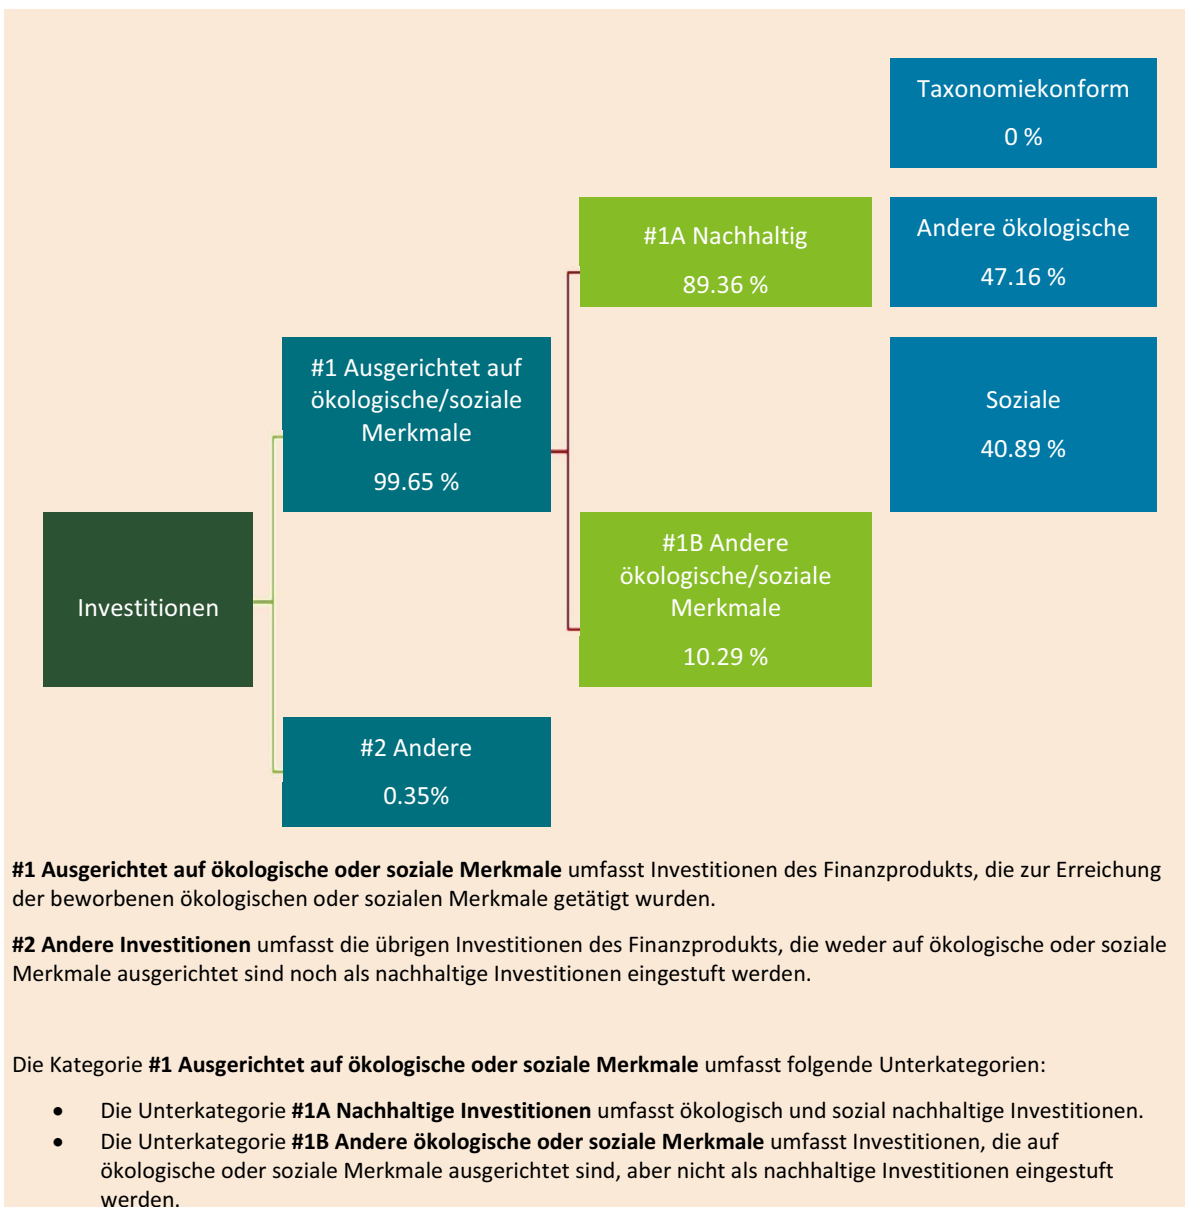 Taxonomiekonform
0 %
#1A Nachhaltig
89.36 %
Andere ökologische
47.16 %
#1 Ausgerichtet auf
ökologische/soziale
Merkmale
99.65 %
Soziale
40.89 %
Investitionen
#1B Andere
ökologische/soziale
Merkmale
10.29 %
#2 Andere
0.35%
#1 Ausgerichtet auf ökologische oder soziale Merkmale umfasst Investitionen des Finanzprodukts, die zur Erreichung
der beworbenen ökologischen oder sozialen Merkmale getätigt wurden.
#2 Andere Investitionen umfasst die übrigen Investitionen des Finanzprodukts, die weder auf ökologische oder soziale
Merkmale ausgerichtet sind noch als nachhaltige Investitionen eingestuft werden.
Die Kategorie #1 Ausgerichtet auf ökologische oder soziale Merkmale umfasst folgende Unterkategorien:
• Die Unterkategorie #1A Nachhaltige Investitionen umfasst ökologisch und sozial nachhaltige Investitionen.
• Die Unterkategorie #1B Andere ökologische oder soziale Merkmale umfasst Investitionen, die auf
ökologische oder soziale Merkmale ausgerichtet sind, aber nicht als nachhaltige Investitionen eingestuft
werden.